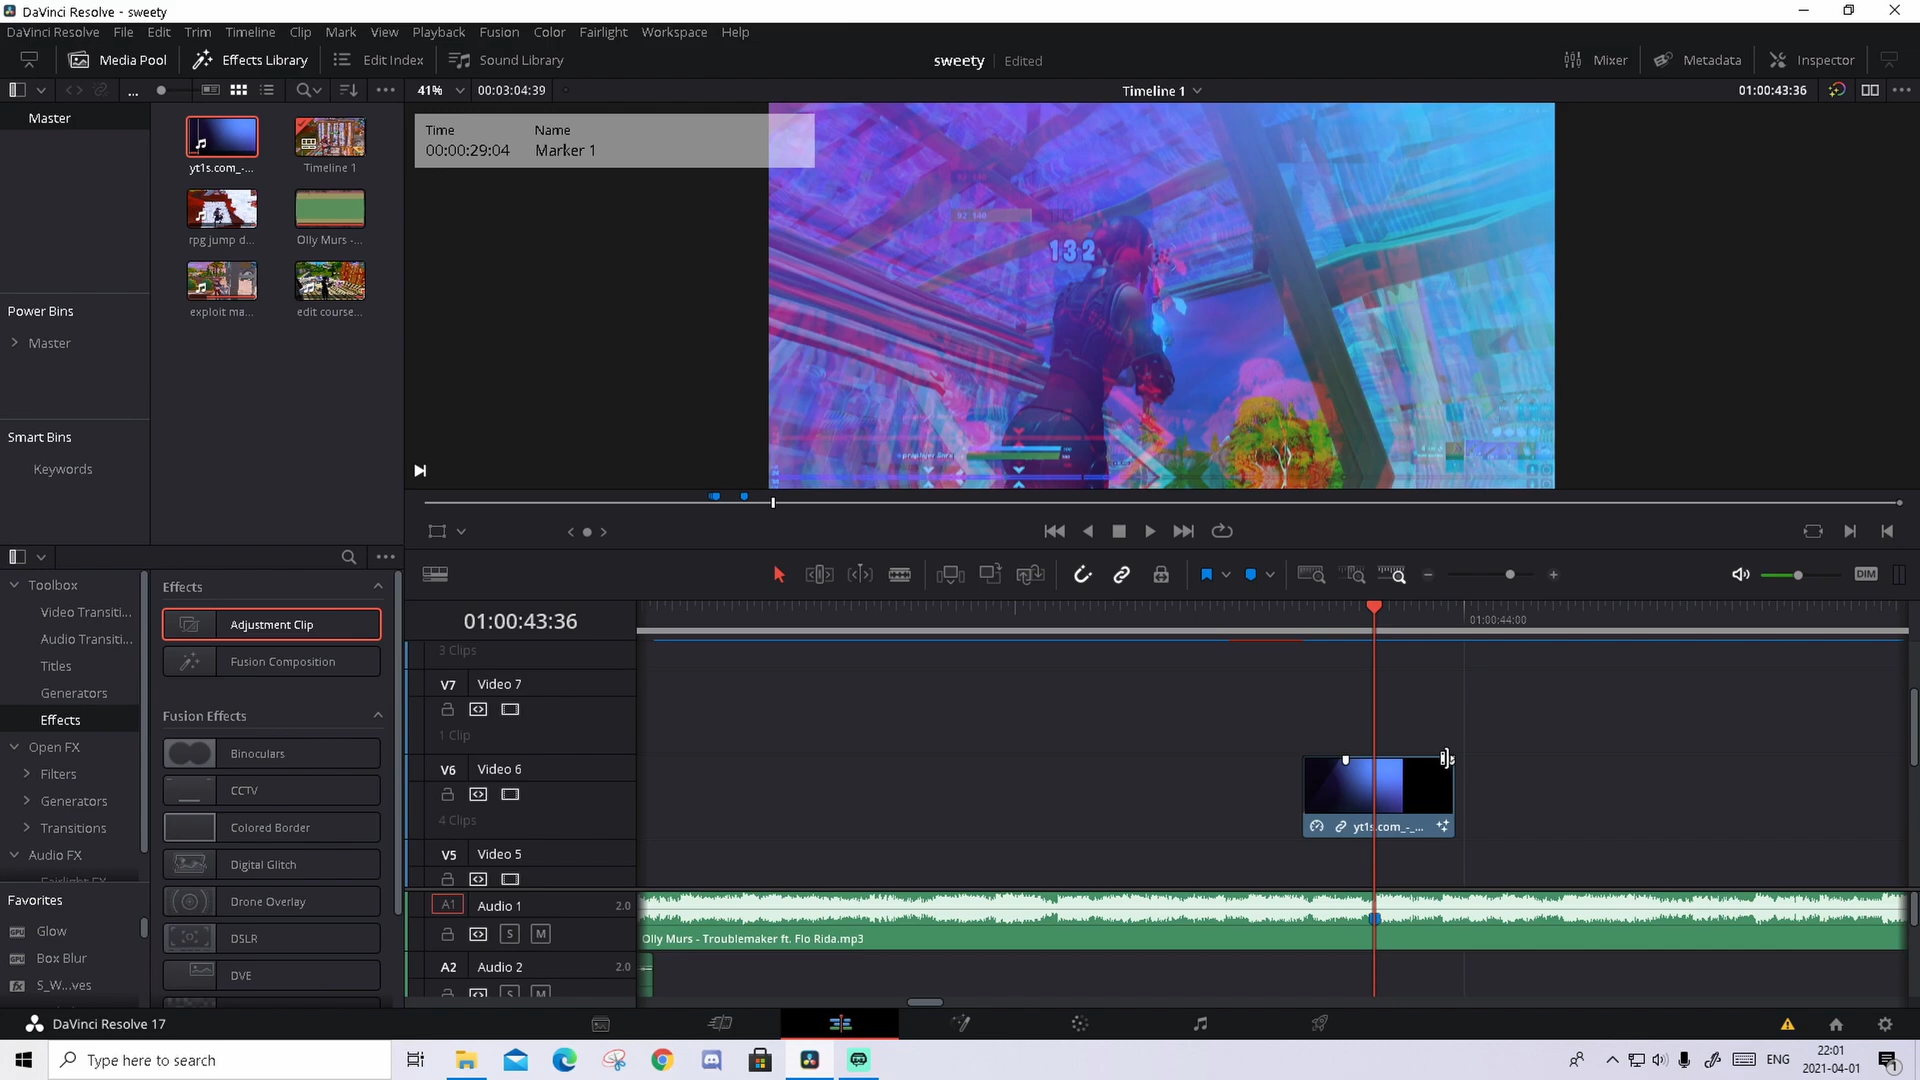 DaVinci Resolve - sweety
DaVinci Resolve File Edit Trim Timeline Clip Mark View Playback Fusion Color Fairlight Workspace Help
Media Pool Effects Library Edit Index Sound Library sweety Edited Mixer Metadata Inspector
... 41% 00:03:04:39 Timeline 1 01:00:43:36
Master
yt1s.com_-... Timeline 1
rpg jump d... Olly Murs -...
exploit ma... edit course...
Power Bins
Master
Smart Bins
Keywords
Time Name
00:00:29:04 Marker 1
132
Toolbox
Video Transiti...
Audio Transiti...
Titles
Generators
Effects
Open FX
Filters
Generators
Transitions
Audio FX
Fairlight FX
Favorites
Glow
Box Blur
S_W...ves
Effects
Adjustment Clip
Fusion Composition
Fusion Effects
Binoculars
CCTV
Colored Border
Digital Glitch
Drone Overlay
DSLR
DVE
DIM
01:00:43:36
01:00:44:00
3 Clips
V7 Video 7
1 Clip
V6 Video 6
4 Clips
yt1s.com_-_...
V5 Video 5
A1 Audio 1 2.0
S M
Olly Murs - Troublemaker ft. Flo Rida.mp3
A2 Audio 2 2.0
S M
DaVinci Resolve 17
Type here to search
ENG
22:01
2021-04-01
1